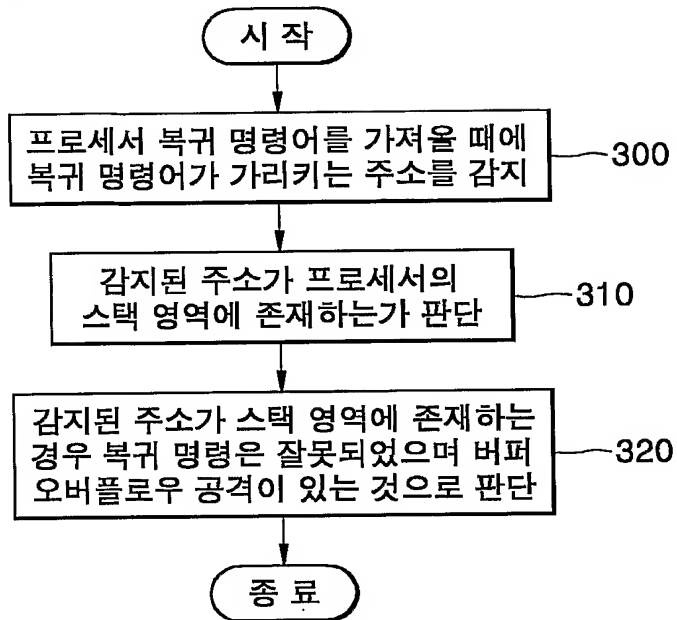 시 작
프로세서 복귀 명령어를 가져올 때에
복귀 명령어가 가리키는 주소를 감지
300
감지된 주소가 프로세서의
스택 영역에 존재하는가 판단
310
감지된 주소가 스택 영역에 존재하는
경우 복귀 명령은 잘못되었으며 버퍼
오버플로우 공격이 있는 것으로 판단
320
종 료